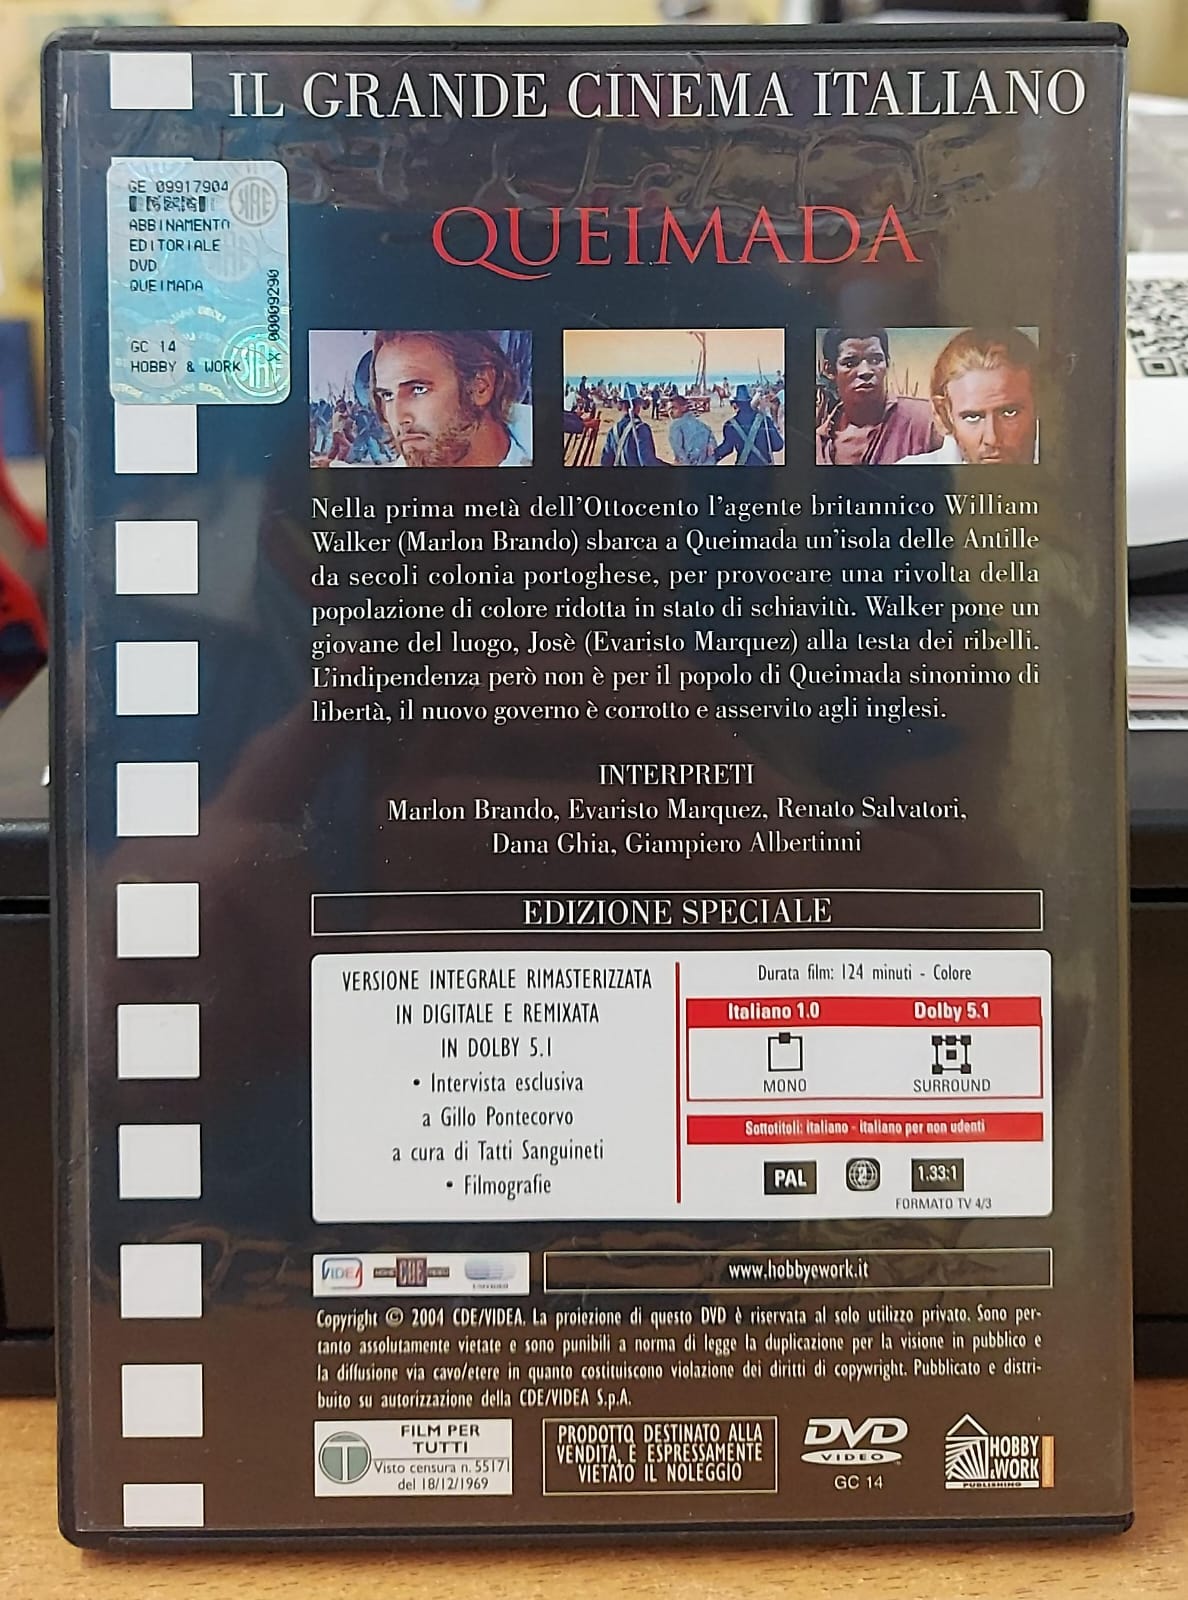 IL GRANDE CINEMA ITALIANO
GE 09917904
ABBINAMENTO
EDITORIALE
DVD
QUEIMADA
GC 14
HOBBY & WORK
00009290
SIAE
QUEIMADA
Nella prima metà dell'Ottocento l'agente britannico William
Walker (Marlon Brando) sbarca a Queimada un'isola delle Antille
da secoli colonia portoghese, per provocare una rivolta della
popolazione di colore ridotta in stato di schiavitù. Walker pone un
giovane del luogo, Josè (Evaristo Marquez) alla testa dei ribelli.
L'indipendenza però non è per il popolo di Queimada sinonimo di
libertà, il nuovo governo è corrotto e asservito agli inglesi.
INTERPRETI
Marlon Brando, Evaristo Marquez, Renato Salvatori,
Dana Ghia, Giampiero Albertinni
EDIZIONE SPECIALE
VERSIONE INTEGRALE RIMASTERIZZATA
IN DIGITALE E REMIXATA
IN DOLBY 5.1
• Intervista esclusiva
a Gillo Pontecorvo
a cura di Tatti Sanguineti
• Filmografie
Durata film: 124 minuti - Colore
Italiano 1.0 Dolby 5.1
MONO SURROUND
Sottotitoli: italiano - italiano per non udenti
PAL 2 1.33:1
FORMATO TV 4/3
VIDEA HOME CDE VIDEO
www.hobbyework.it
Copyright © 2004 CDE/VIDEA. La proiezione di questo DVD è riservata al solo utilizzo privato. Sono per-
tanto assolutamente vietate e sono punibili a norma di legge la duplicazione per la visione in pubblico e
la diffusione via cavo/etere in quanto costituiscono violazione dei diritti di copywright. Pubblicato e distri-
buito su autorizzazione della CDE/VIDEA S.p.A.
T FILM PER
TUTTI
Visto censura n. 55171
del 18/12/1969
PRODOTTO DESTINATO ALLA
VENDITA, È ESPRESSAMENTE
VIETATO IL NOLEGGIO
DVD
VIDEO
GC 14
HOBBY
&WORK
PUBLISHING